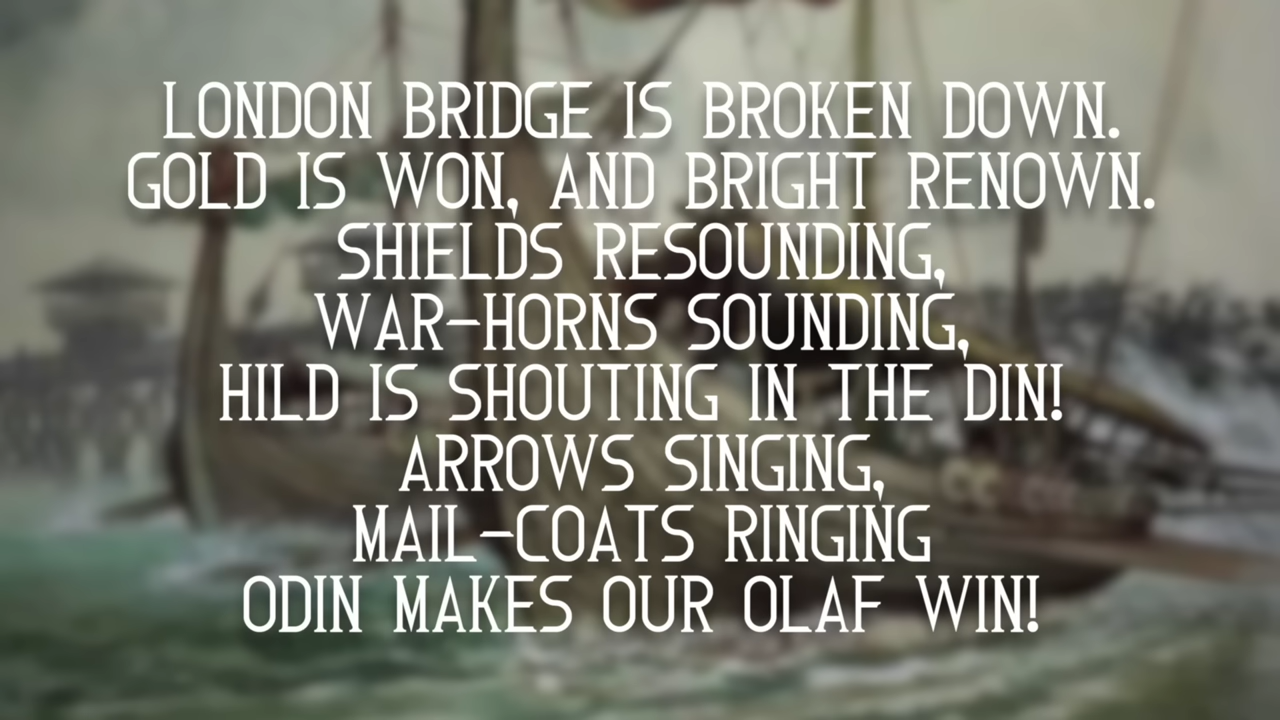 LONDON BRIDGE IS BROKEN DOWN.
GOLD IS WON, AND BRIGHT RENOWN.
SHIELDS RESOUNDING,
WAR-HORNS SOUNDING,
HILD IS SHOUTING IN THE DIN!
ARROWS SINGING,
MAIL-COATS RINGING
ODIN MAKES OUR OLAF WIN!